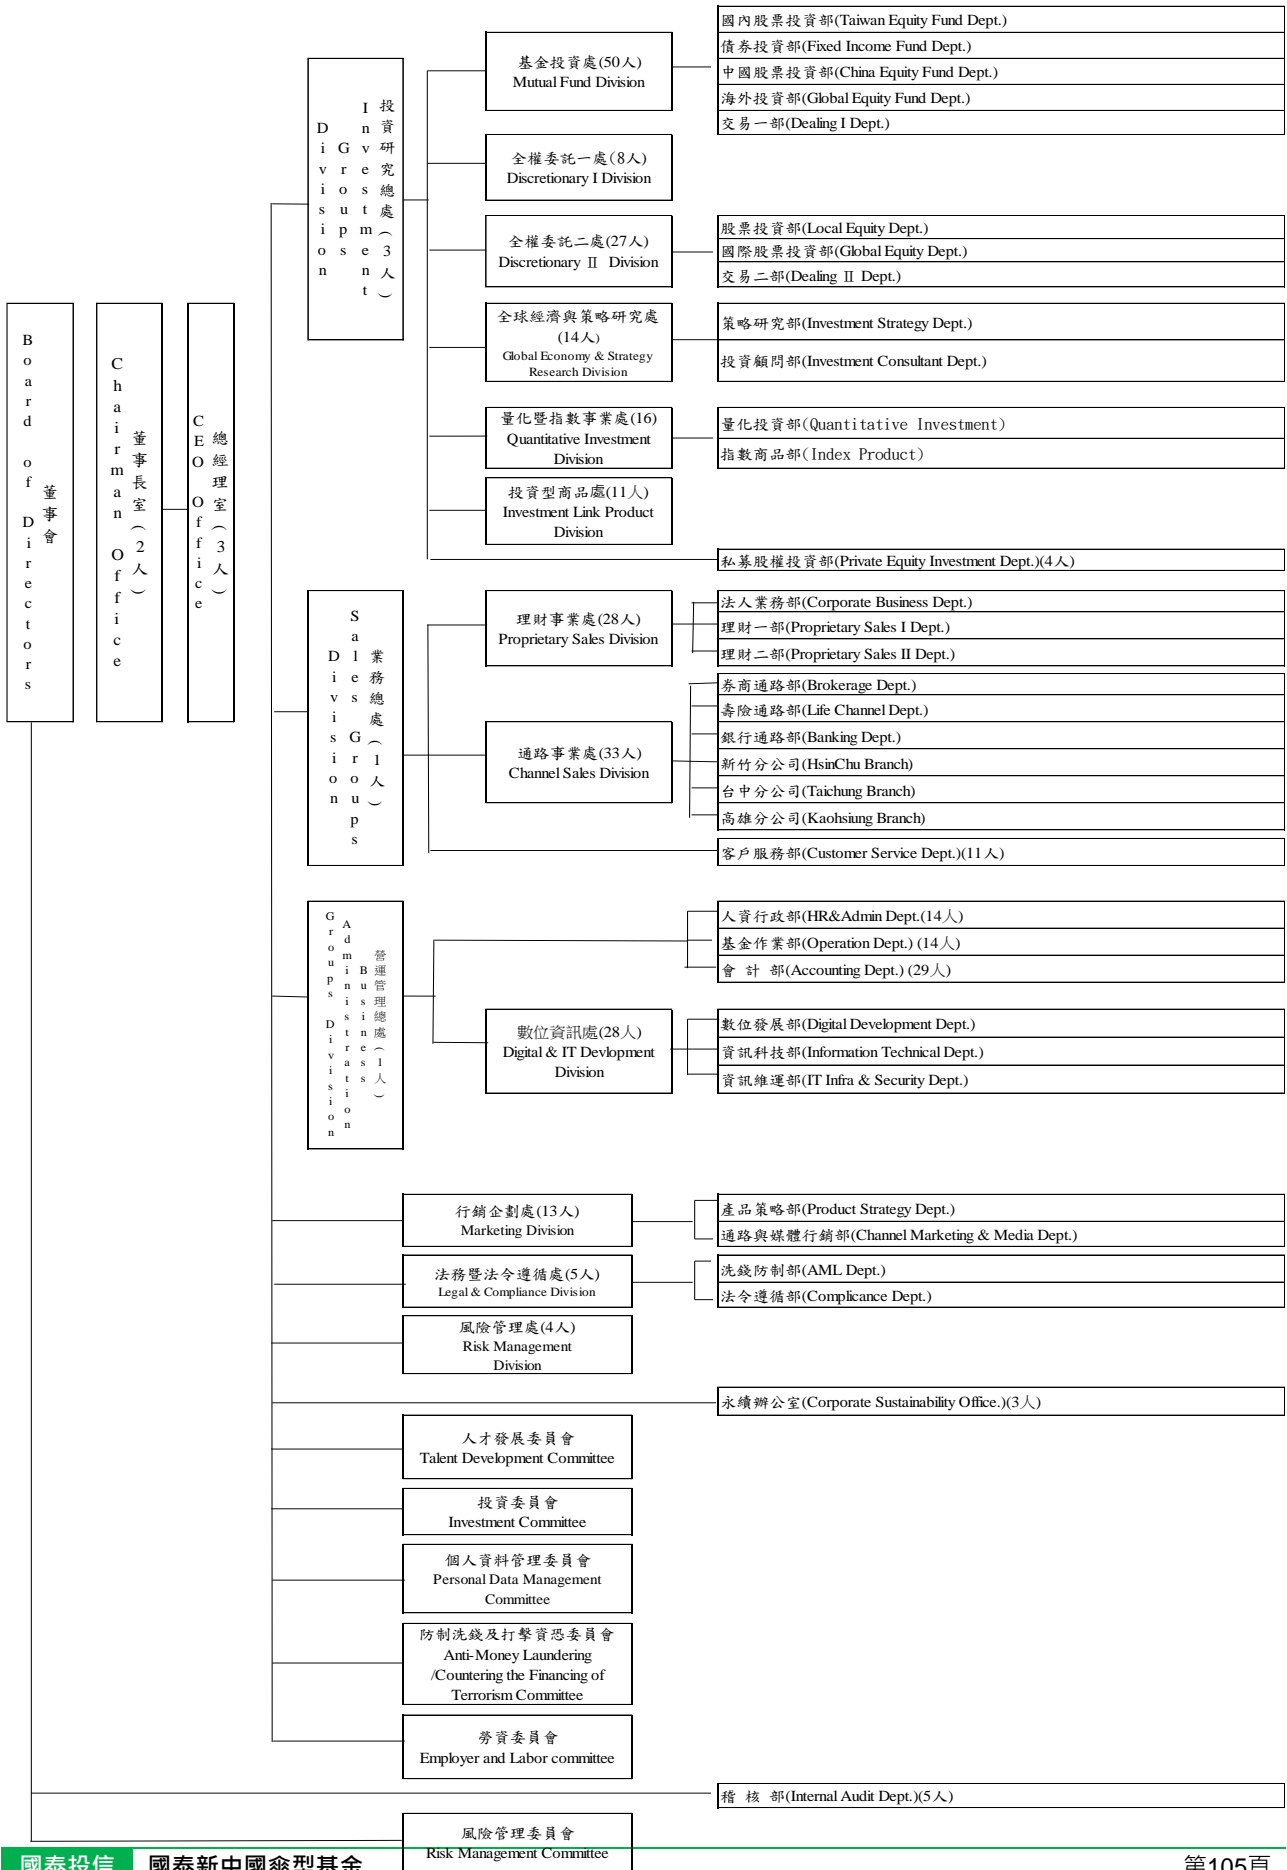 董事會
Board of Directors
董事長室(2人)
Chairman Office
總經理室(3人)
CEO Office
投資研究總處(3人)
Investment
Groups
Division
基金投資處(50人)
Mutual Fund Division
國內股票投資部(Taiwan Equity Fund Dept.)
債券投資部(Fixed Income Fund Dept.)
中國股票投資部(China Equity Fund Dept.)
海外投資部(Global Equity Fund Dept.)
交易一部(Dealing I Dept.)
全權委託一處(8人)
Discretionary I Division
全權委託二處(27人)
Discretionary Ⅱ Division
股票投資部(Local Equity Dept.)
國際股票投資部(Global Equity Dept.)
交易二部(Dealing Ⅱ Dept.)
全球經濟與策略研究處
(14人)
Global Economy & Strategy
Research Division
策略研究部(Investment Strategy Dept.)
投資顧問部(Investment Consultant Dept.)
量化暨指數事業處(16)
Quantitative Investment
Division
量化投資部(Quantitative Investment)
指數商品部(Index Product)
投資型商品處(11人)
Investment Link Product
Division
私募股權投資部(Private Equity Investment Dept.)(4人)
業務總處(1人)
Sales Groups
Division
理財事業處(28人)
Proprietary Sales Division
法人業務部(Corporate Business Dept.)
理財一部(Proprietary Sales I Dept.)
理財二部(Proprietary Sales II Dept.)
通路事業處(33人)
Channel Sales Division
券商通路部(Brokerage Dept.)
壽險通路部(Life Channel Dept.)
銀行通路部(Banking Dept.)
新竹分公司(HsinChu Branch)
台中分公司(Taichung Branch)
高雄分公司(Kaohsiung Branch)
客戶服務部(Customer Service Dept.)(11人)
營運管理總處(1人)
Business
Administration
Groups Division
人資行政部(HR&Admin Dept.(14人)
基金作業部(Operation Dept.) (14人)
會 計 部(Accounting Dept.) (29人)
數位資訊處(28人)
Digital & IT Devlopment
Division
數位發展部(Digital Development Dept.)
資訊科技部(Information Technical Dept.)
資訊維運部(IT Infra & Security Dept.)
行銷企劃處(13人)
Marketing Division
產品策略部(Product Strategy Dept.)
通路與媒體行銷部(Channel Marketing & Media Dept.)
法務暨法令遵循處(5人)
Legal & Compliance Division
洗錢防制部(AML Dept.)
法令遵循部(Complicance Dept.)
風險管理處(4人)
Risk Management
Division
永續辦公室(Corporate Sustainability Office.)(3人)
人才發展委員會
Talent Development Committee
投資委員會
Investment Committee
個人資料管理委員會
Personal Data Management
Committee
防制洗錢及打擊資恐委員會
Anti-Money Laundering
/Countering the Financing of
Terrorism Committee
勞資委員會
Employer and Labor committee
稽 核 部(Internal Audit Dept.)(5人)
風險管理委員會
Risk Management Committee
國泰投信 國泰新中國傘型基金 第105頁